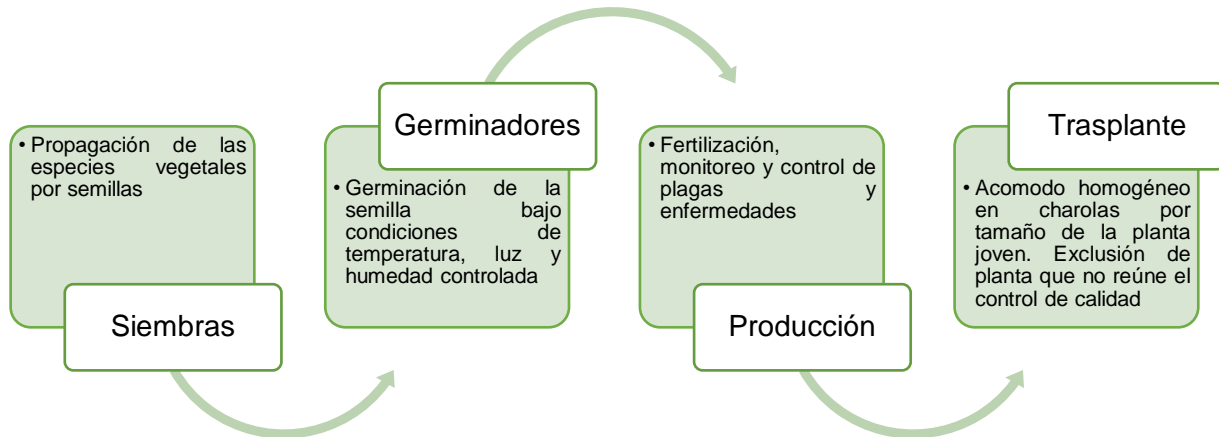 • Propagación de las
especies vegetales
por semillas
Siembras
Germinadores
• Germinación de la
semilla bajo
condiciones de
temperatura, luz y
humedad controlada
• Fertilización,
monitoreo y control de
plagas y
enfermedades
Producción
Trasplante
• Acomodo homogéneo
en charolas por
tamaño de la planta
joven. Exclusión de
planta que no reúne el
control de calidad